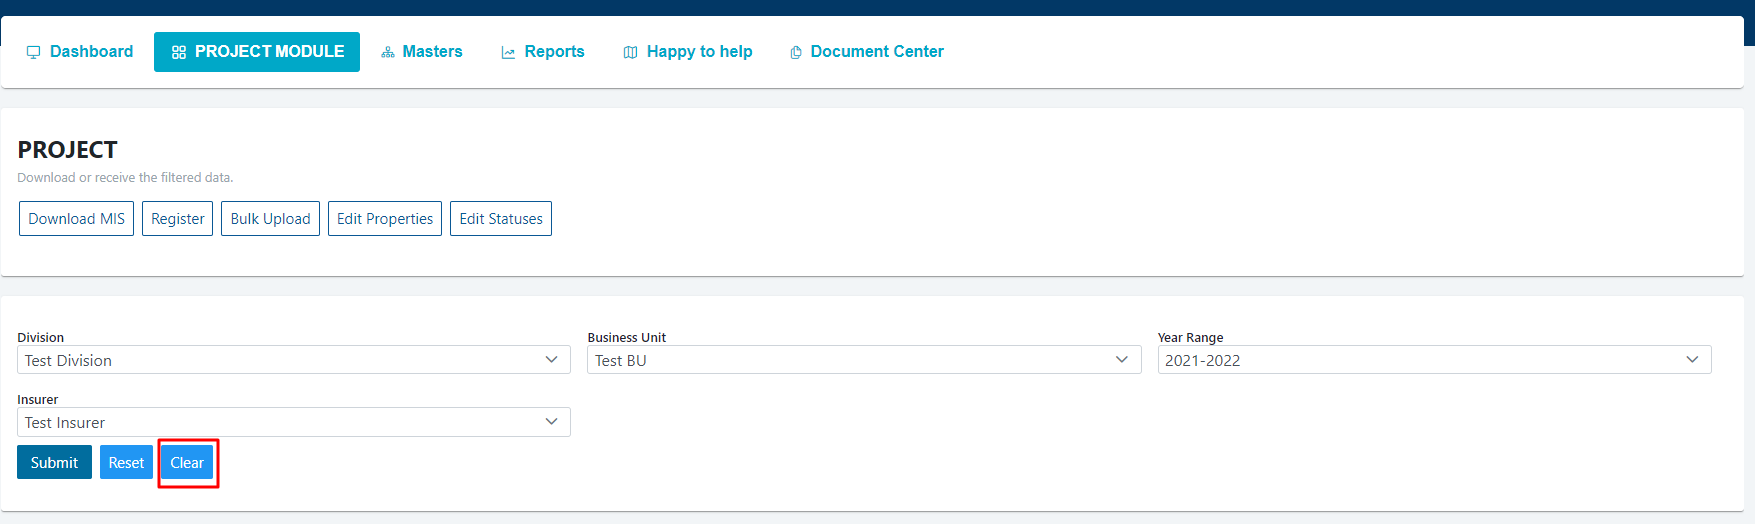 Dashboard PROJECT MODULE Masters Reports Happy to help Document Center
PROJECT
Download or receive the filtered data.
Download MIS Register Bulk Upload Edit Properties Edit Statuses
Division Business Unit Year Range
Test Division Test BU 2021-2022
Insurer
Test Insurer
Submit Reset Clear